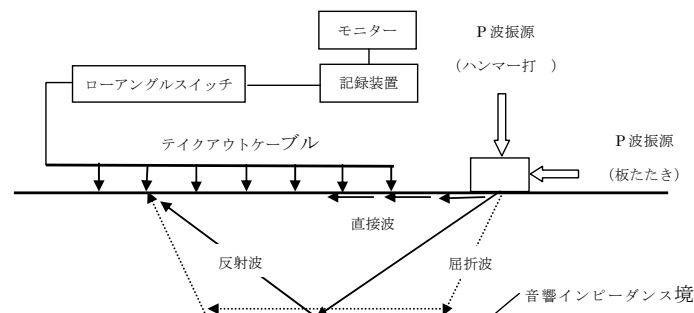 モニター
P波振源
（ハンマー打　）
ローアングルスイッチ
記録装置
テイクアウトケーブル
P波振源
（板たたき）
直接波
反射波
屈折波
音響インピーダンス境